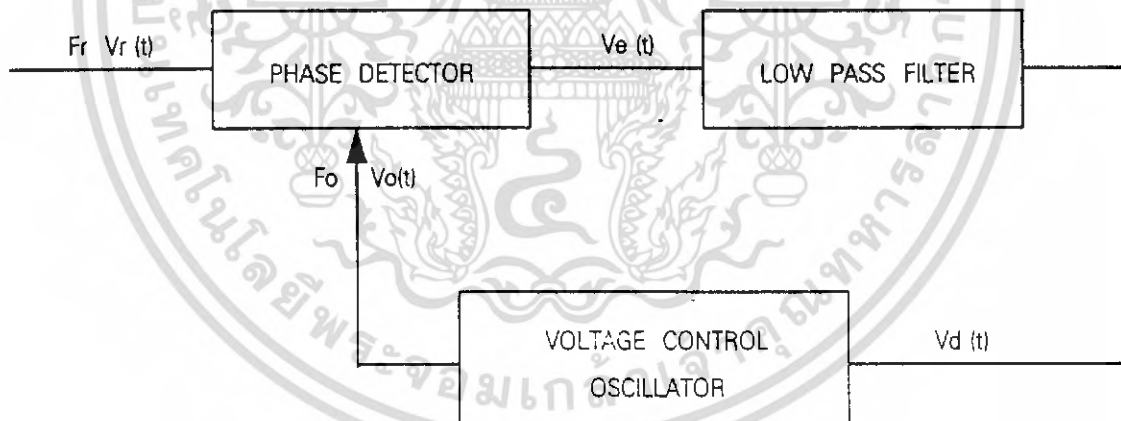 Fr Vr (t)
PHASE DETECTOR
Ve (t)
LOW PASS FILTER
Fo Vo(t)
VOLTAGE CONTROL
OSCILLATOR
Vd (t)